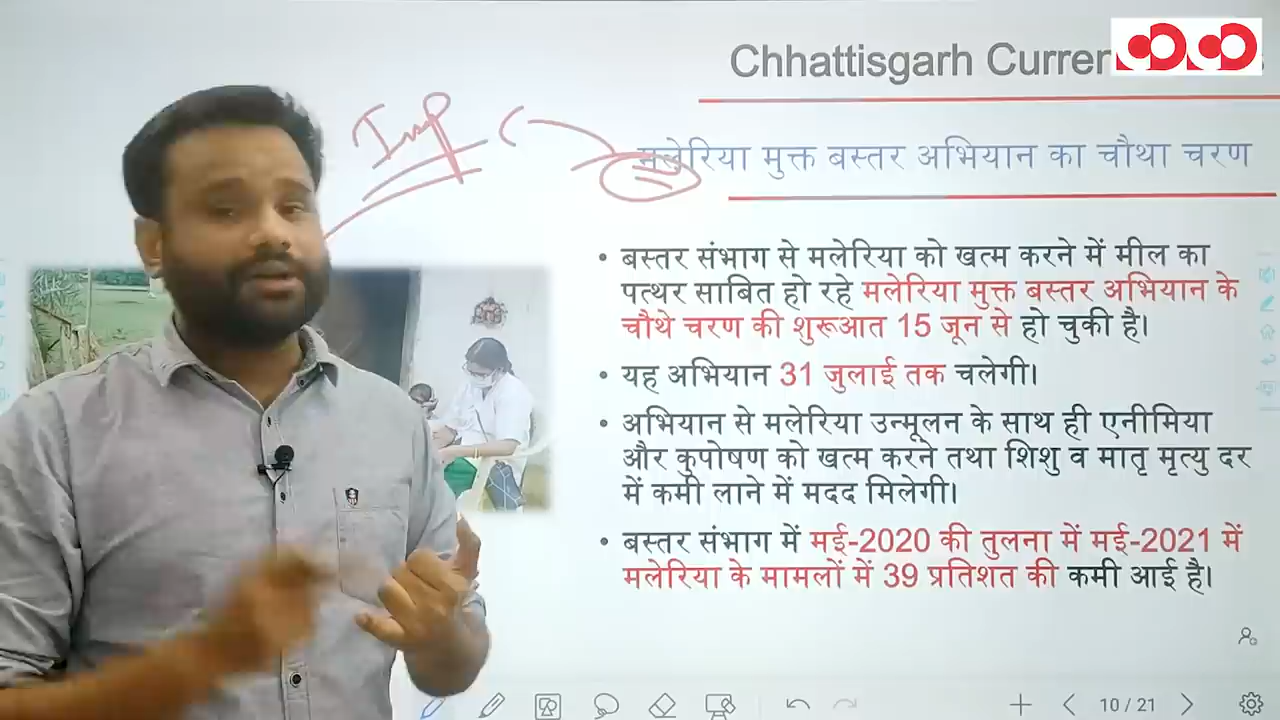 Chhattisgarh Curren
Imp
मलेरिया मुक्त बस्तर अभियान का चौथा चरण
• बस्तर संभाग से मलेरिया को खत्म करने में मील का
पत्थर साबित हो रहे मलेरिया मुक्त बस्तर अभियान के
चौथे चरण की शुरूआत 15 जून से हो चुकी है।
• यह अभियान 31 जुलाई तक चलेगी।
• अभियान से मलेरिया उन्मूलन के साथ ही एनीमिया
और कुपोषण को खत्म करने तथा शिशु व मातृ मृत्यु दर
में कमी लाने में मदद मिलेगी।
• बस्तर संभाग में मई-2020 की तुलना में मई-2021 में
मलेरिया के मामलों में 39 प्रतिशत की कमी आई है।
10 / 21